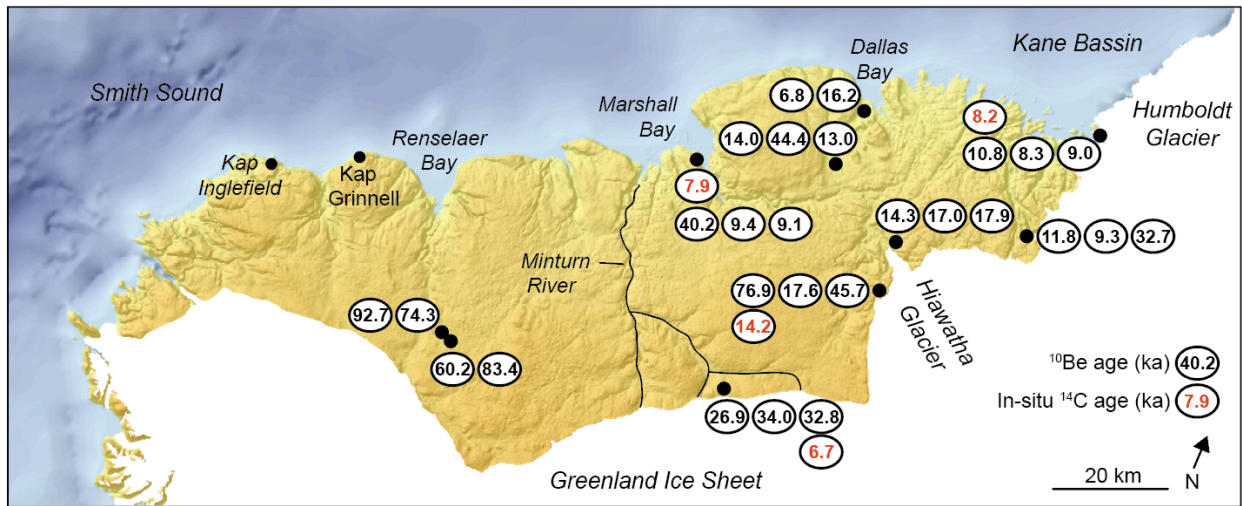 Smith Sound
Kane Bassin
Dallas
Bay
Humboldt
Glacier
Marshall
Bay
Renselaer
Bay
Kap
Inglefield
Kap
Grinnell
6.8 16.2
14.0 44.4 13.0
8.2
10.8 8.3 9.0
7.9
40.2 9.4 9.1
14.3 17.0 17.9
11.8 9.3 32.7
Minturn
River
76.9 17.6 45.7
14.2
Hiawatha
Glacier
92.7 74.3
60.2 83.4
26.9 34.0 32.8
6.7
Greenland Ice Sheet
¹⁰Be age (ka) 40.2
In-situ ¹⁴C age (ka) 7.9
20 km
N